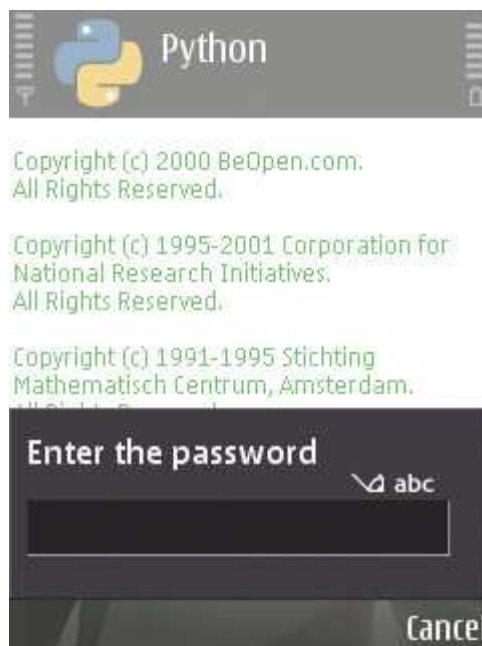 Python
Copyright (c) 2000 BeOpen.com.
All Rights Reserved.
Copyright (c) 1995-2001 Corporation for
National Research Initiatives.
All Rights Reserved.
Copyright (c) 1991-1995 Stichting
Mathematisch Centrum, Amsterdam.
Enter the password
abc
Cancel